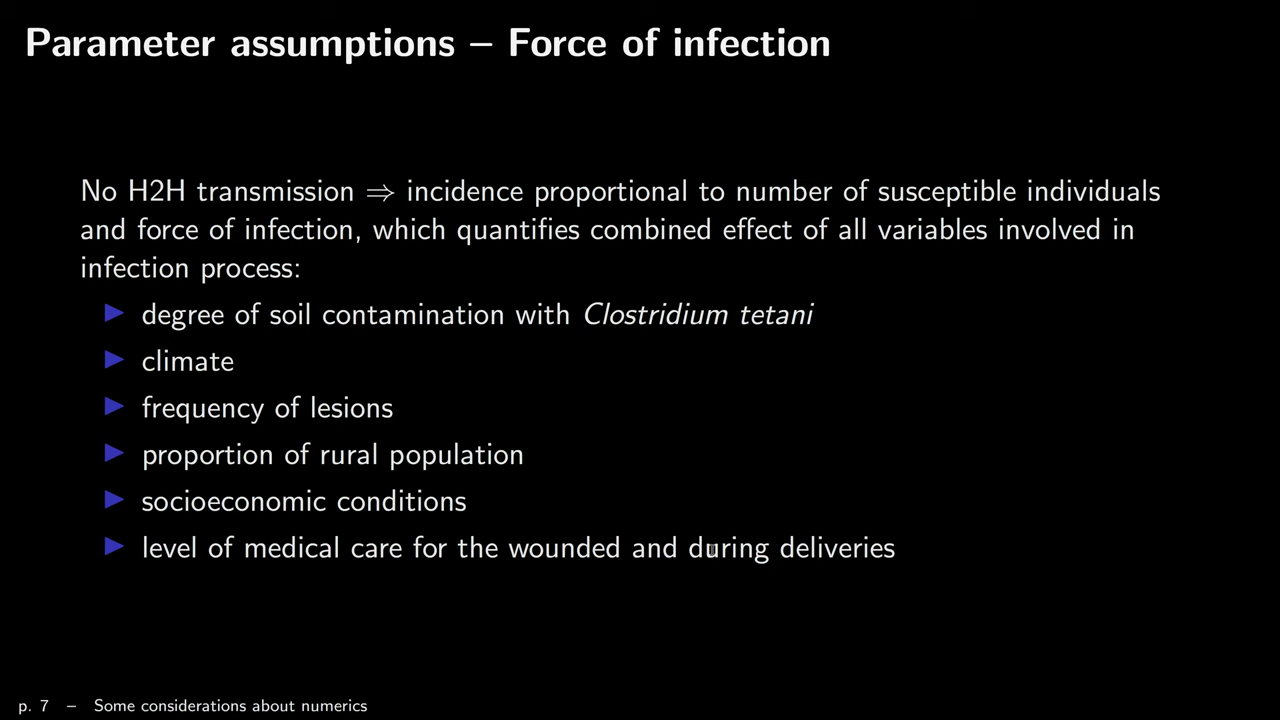 Parameter assumptions – Force of infection
No H2H transmission ⇒ incidence proportional to number of susceptible individuals
and force of infection, which quantifies combined effect of all variables involved in
infection process:
▶ degree of soil contamination with Clostridium tetani
▶ climate
▶ frequency of lesions
▶ proportion of rural population
▶ socioeconomic conditions
▶ level of medical care for the wounded and during deliveries
p. 7 – Some considerations about numerics